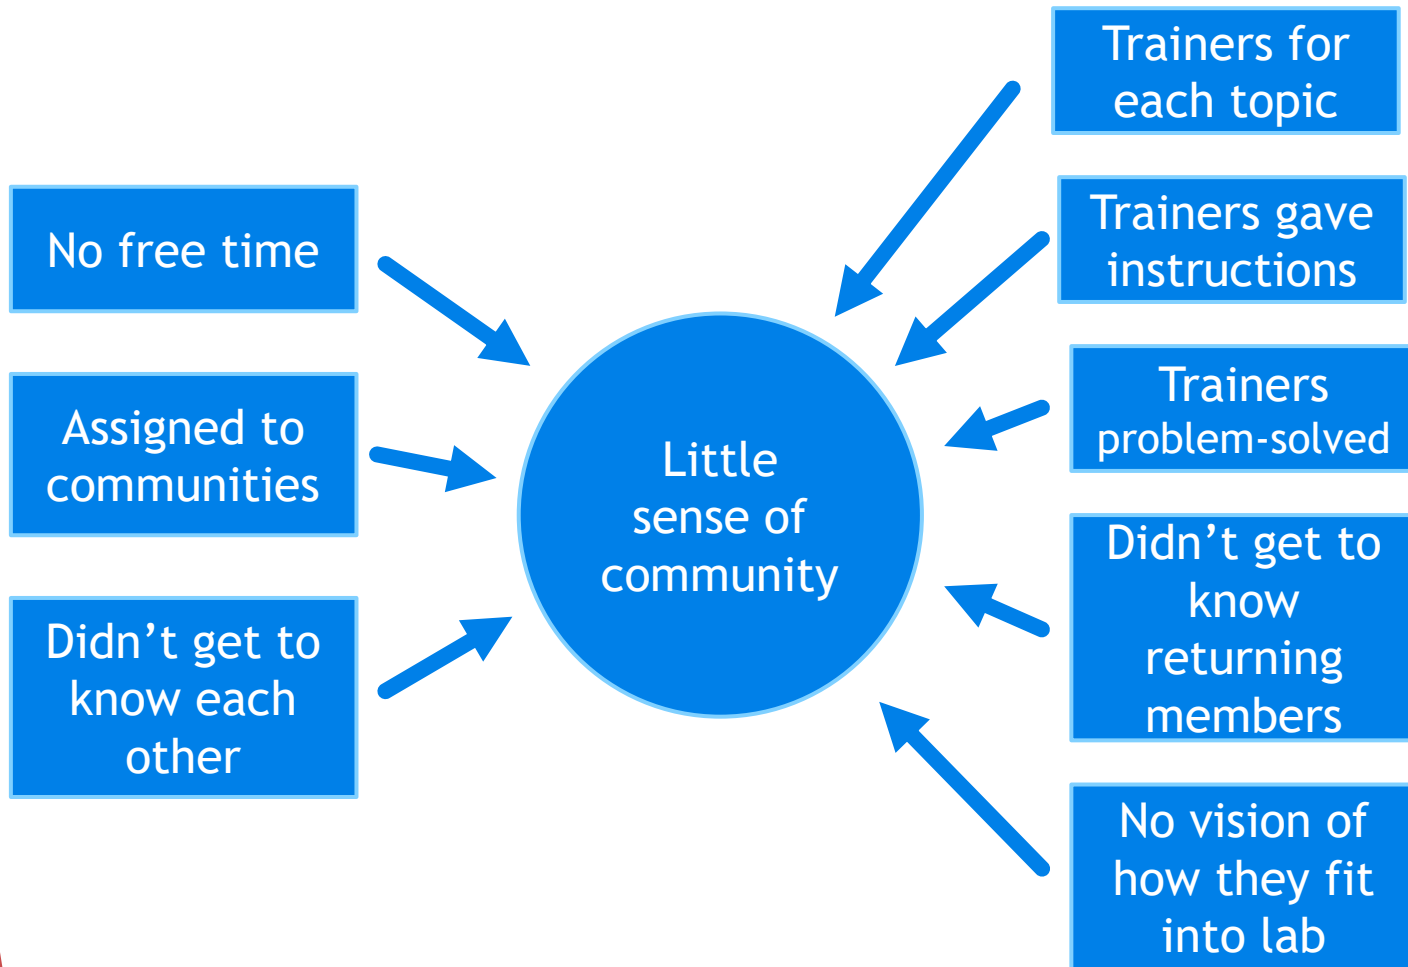 No free time
Assigned to
communities
Didn’t get to
know each
other
Little
sense of
community
Trainers for
each topic
Trainers gave
instructions
Trainers
problem-solved
Didn’t get to
know
returning
members
No vision of
how they fit
into lab